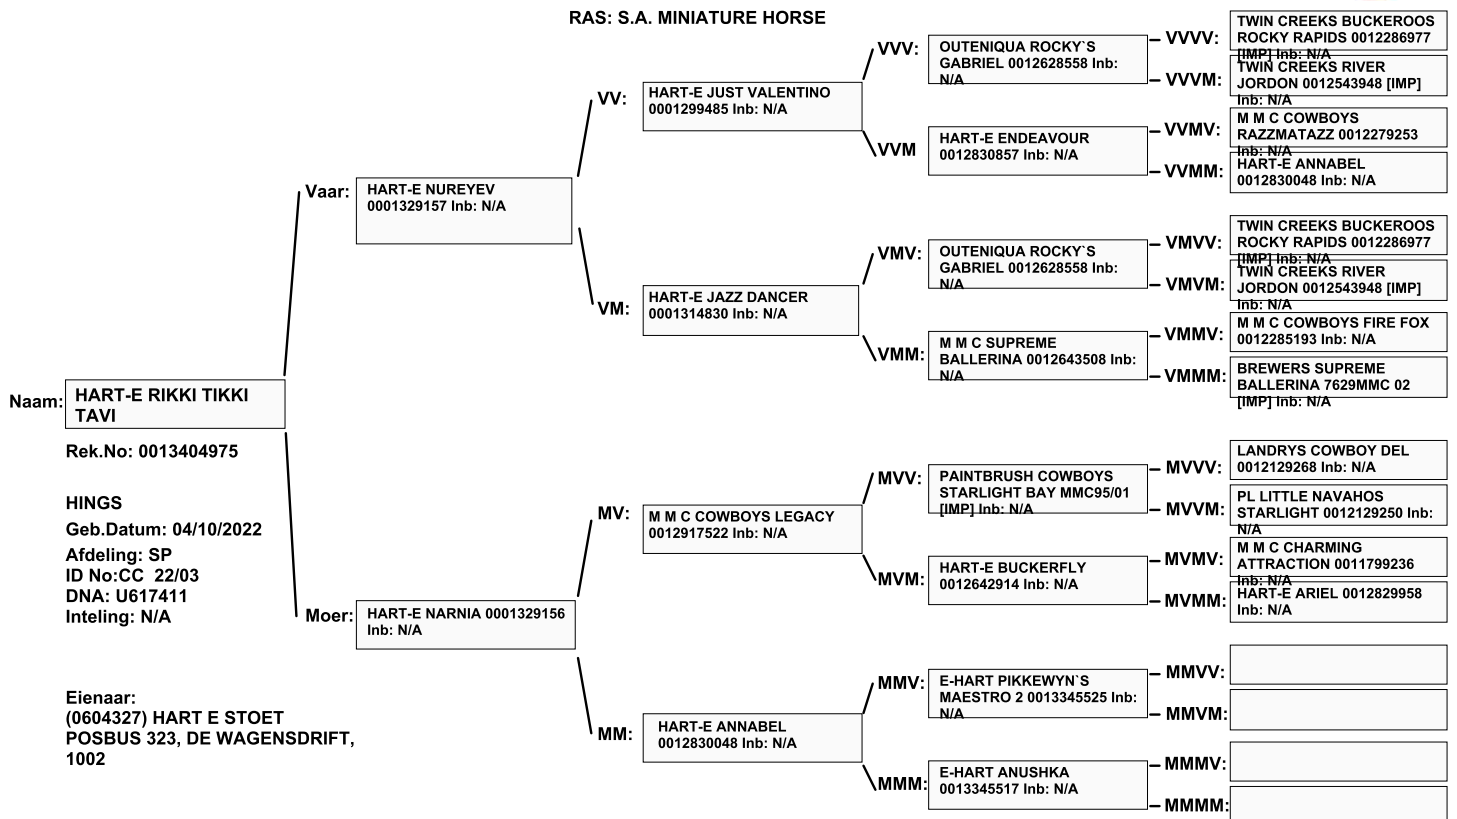 RAS: S.A. MINIATURE HORSE
Naam:
HART-E RIKKI TIKKI
TAVI
Rek.No: 0013404975
HINGS
Geb.Datum: 04/10/2022
Afdeling: SP
ID No:CC  22/03
DNA: U617411
Inteling: N/A
Eienaar:
(0604327) HART E STOET
POSBUS 323, DE WAGENSDRIFT,
1002
Vaar:
HART-E NUREYEV
0001329157 Inb: N/A
Moer:
HART-E NARNIA 0001329156
Inb: N/A
VV:
HART-E JUST VALENTINO
0001299485 Inb: N/A
VM:
HART-E JAZZ DANCER
0001314830 Inb: N/A
MV:
M M C COWBOYS LEGACY
0012917522 Inb: N/A
MM:
HART-E ANNABEL
0012830048 Inb: N/A
VVV:
OUTENIQUA ROCKY`S
GABRIEL 0012628558 Inb:
N/A
VVM
HART-E ENDEAVOUR
0012830857 Inb: N/A
VMV:
OUTENIQUA ROCKY`S
GABRIEL 0012628558 Inb:
N/A
VMM:
M M C SUPREME
BALLERINA 0012643508 Inb:
N/A
MVV:
PAINTBRUSH COWBOYS
STARLIGHT BAY MMC95/01
[IMP] Inb: N/A
MVM:
HART-E BUCKERFLY
0012642914 Inb: N/A
MMV:
E-HART PIKKEWYN`S
MAESTRO 2 0013345525 Inb:
N/A
MMM:
E-HART ANUSHKA
0013345517 Inb: N/A
VVVV:
TWIN CREEKS BUCKEROOS
ROCKY RAPIDS 0012286977
[IMP] Inb: N/A
VVVM:
TWIN CREEKS RIVER
JORDON 0012543948 [IMP]
Inb: N/A
VVMV:
M M C COWBOYS
RAZZMATAZZ 0012279253
Inb: N/A
VVMM:
HART-E ANNABEL
0012830048 Inb: N/A
VMVV:
TWIN CREEKS BUCKEROOS
ROCKY RAPIDS 0012286977
[IMP] Inb: N/A
VMVM:
TWIN CREEKS RIVER
JORDON 0012543948 [IMP]
Inb: N/A
VMMV:
M M C COWBOYS FIRE FOX
0012285193 Inb: N/A
VMMM:
BREWERS SUPREME
BALLERINA 7629MMC 02
[IMP] Inb: N/A
MVVV:
LANDRYS COWBOY DEL
0012129268 Inb: N/A
MVVM:
PL LITTLE NAVAHOS
STARLIGHT 0012129250 Inb:
N/A
MVMV:
M M C CHARMING
ATTRACTION 0011799236
Inb: N/A
MVMM:
HART-E ARIEL 0012829958
Inb: N/A
MMVV:
MMVM:
MMMV:
MMMM: